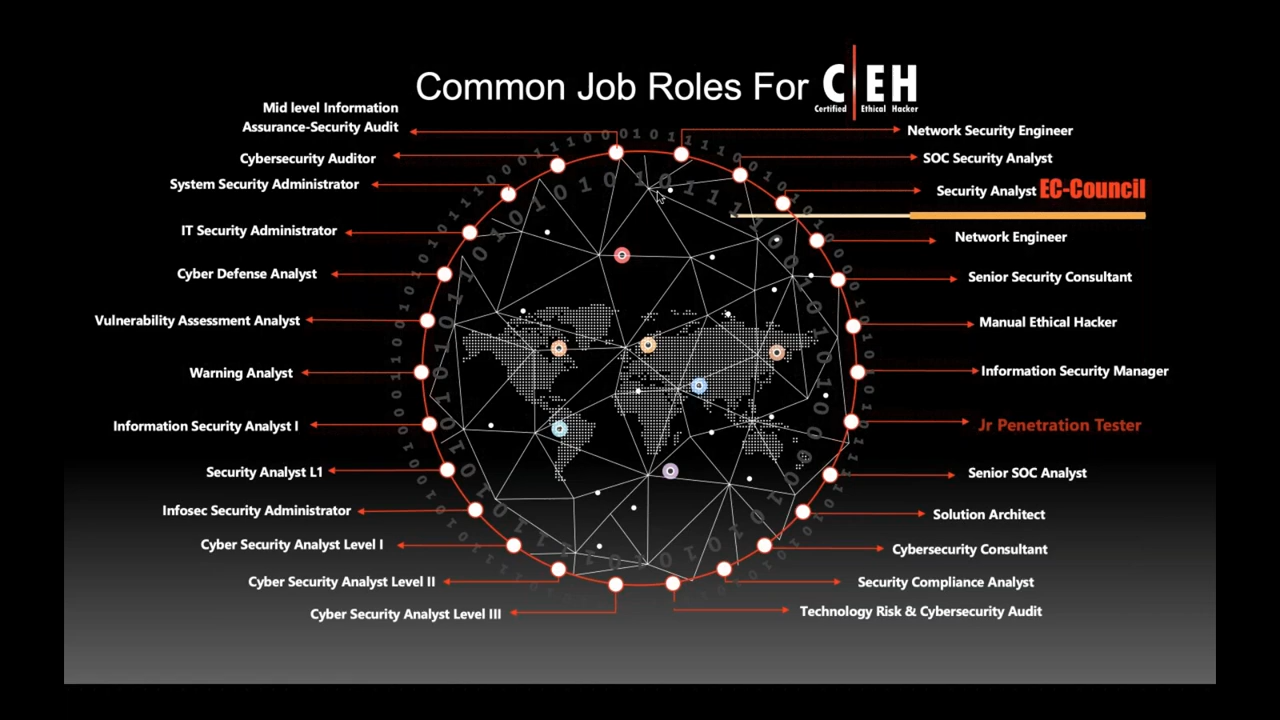 Common Job Roles For C|EH
Certified Ethical Hacker
Mid level Information
Assurance-Security Audit
Cybersecurity Auditor
System Security Administrator
IT Security Administrator
Cyber Defense Analyst
Vulnerability Assessment Analyst
Warning Analyst
Information Security Analyst I
Security Analyst L1
Infosec Security Administrator
Cyber Security Analyst Level I
Cyber Security Analyst Level II
Cyber Security Analyst Level III
Network Security Engineer
SOC Security Analyst
Security Analyst
EC-Council
Network Engineer
Senior Security Consultant
Manual Ethical Hacker
Information Security Manager
Jr Penetration Tester
Senior SOC Analyst
Solution Architect
Cybersecurity Consultant
Security Compliance Analyst
Technology Risk & Cybersecurity Audit